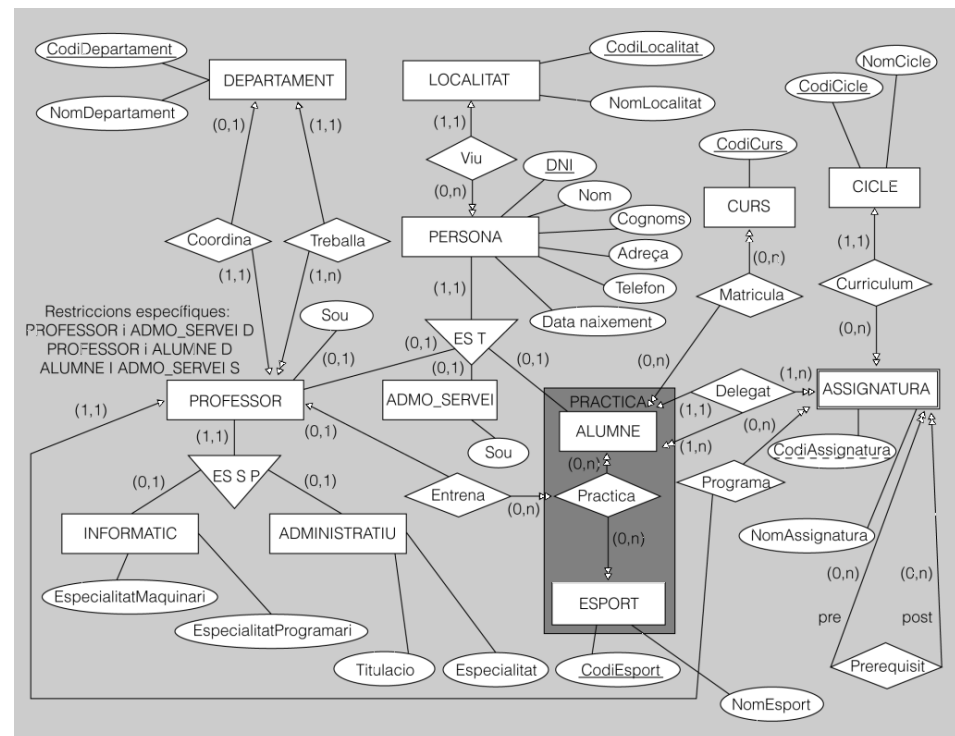 CodiDepartament
DEPARTAMENT
NomDepartament
LOCALITAT
CodiLocalitat
NomLocalitat
NomCicle
CodiCicle
CICLE
CodiCurs
CURS
(0,1)
(1,1)
(1,1)
Viu
(0,n)
DNI
Nom
Cognoms
Adreça
Telefon
Data naixement
PERSONA
Coordina
Treballa
(1,1)
(1,n)
(1,1)
(0,n)
Matricula
(0,n)
(1,1)
Curriculum
(0,n)
Restriccions específiques:
PROFESSOR i ADMO_SERVEI D
PROFESSOR i ALUMNE D
ALUMNE I ADMO_SERVEI S
Sou
(0,1)
ES T
(0,1)
(0,1)
(0,1)
PROFESSOR
ADMO_SERVEI
Sou
PRACTICA
ALUMNE
(1,1)
Delegat
(1,n)
ASSIGNATURA
(1,n)
(0,n)
CodiAssignatura
(1,1)
(1,1)
(0,1)
ES S P
(0,1)
(0,1)
Entrena
(0,n)
(0,n)
Practica
(0,n)
Programa
INFORMATIC
ADMINISTRATIU
NomAssignatura
EspecialitatMaquinari
EspecialitatProgramari
Titulacio
Especialitat
ESPORT
CodiEsport
NomEsport
(0,n)
(0,n)
pre
post
Prerequisit